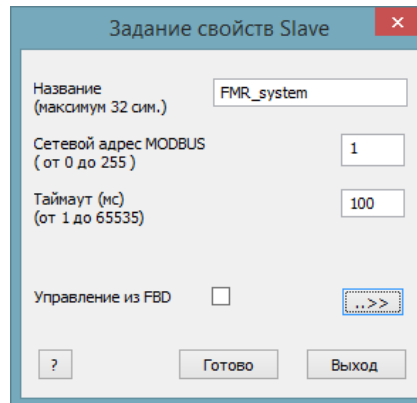 Задание свойств Slave
Название
(максимум 32 сим.)
FMR_system
Сетевой адрес MODBUS
( от 0 до 255 )
1
Таймаут (мс)
(от 1 до 65535)
100
Управление из FBD
..>>
?
Готово
Выход